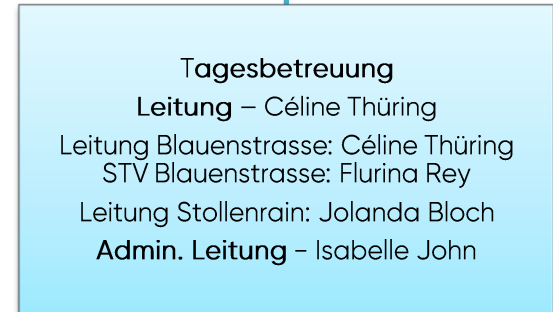 Tagesbetreuung
Leitung – Céline Thüring
Leitung Blauenstrasse: Céline Thüring
STV Blauenstrasse: Flurina Rey
Leitung Stollenrain: Jolanda Bloch
Admin. Leitung - Isabelle John